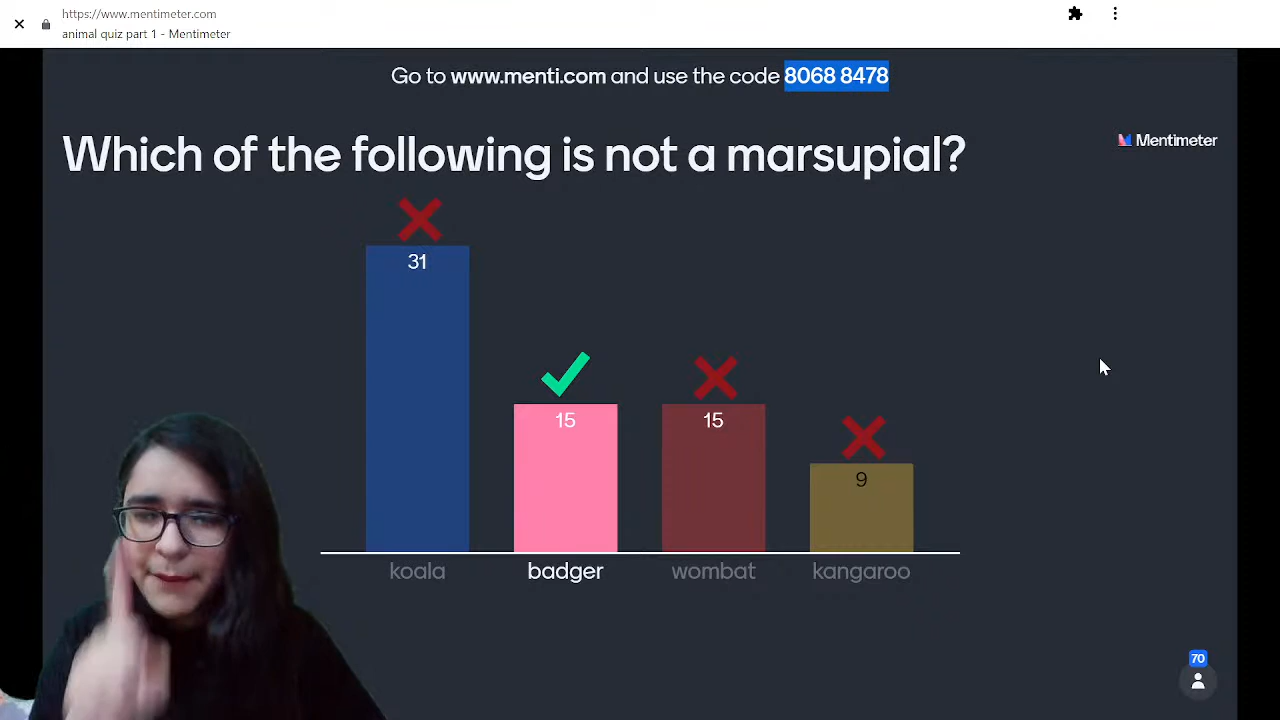 https://www.mentimeter.com
animal quiz part 1 - Mentimeter
Go to www.menti.com and use the code 8068 8478
Which of the following is not a marsupial?
Mentimeter
31
15
15
9
koala
badger
wombat
kangaroo
70